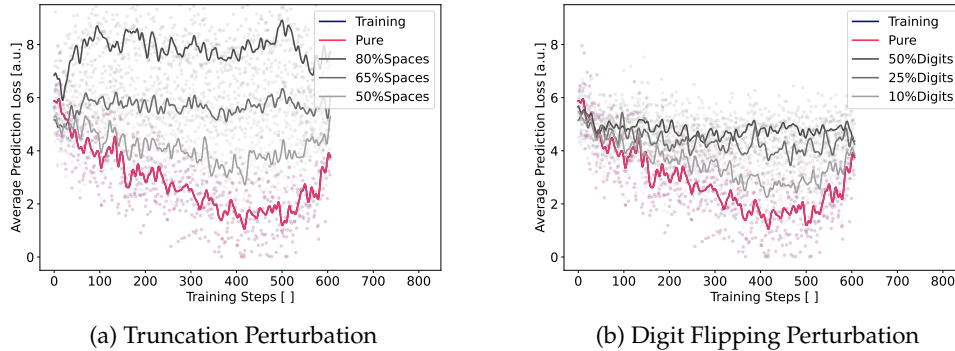 Average Prediction Loss [a.u.]
8
6
4
2
0
0 100 200 300 400 500 600 700 800
Training Steps [ ]
Training
Pure
80%Spaces
65%Spaces
50%Spaces
(a) Truncation Perturbation
Average Prediction Loss [a.u.]
8
6
4
2
0
0 100 200 300 400 500 600 700 800
Training Steps [ ]
Training
Pure
50%Digits
25%Digits
10%Digits
(b) Digit Flipping Perturbation